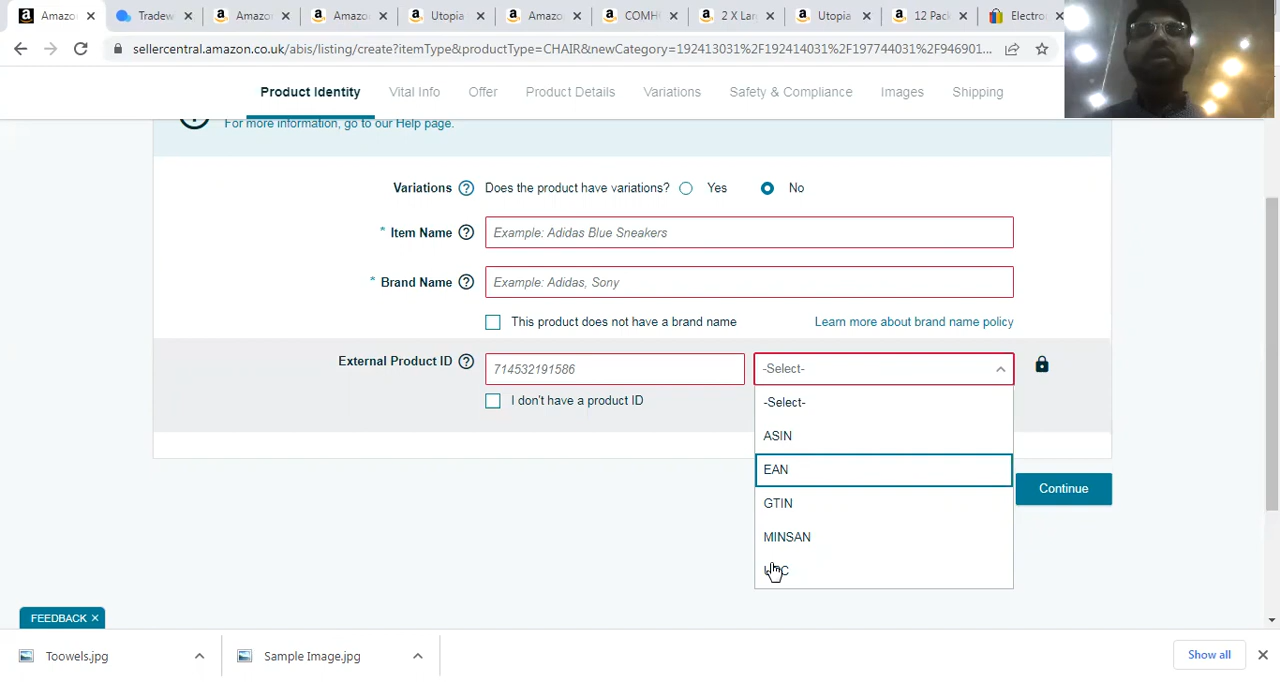 Amazo
Tradew
Amazon
Amazo
Utopia
Amazo
COMH
2 X Lar
Utopia
12 Pac
Electro
sellercentral.amazon.co.uk/abis/listing/create?itemType&productType=CHAIR&newCategory=192413031%2F192414031%2F197744031%2F946901...
Product Identity
Vital Info
Offer
Product Details
Variations
Safety & Compliance
Images
Shipping
For more information, go to our Help page.
Variations ? Does the product have variations? Yes No
* Item Name ? Example: Adidas Blue Sneakers
* Brand Name ? Example: Adidas, Sony
This product does not have a brand name Learn more about brand name policy
External Product ID ? 714532191586 -Select-
I don't have a product ID
-Select-
ASIN
EAN
GTIN
MINSAN
Continue
FEEDBACK ×
Toowels.jpg
Sample Image.jpg
Show all